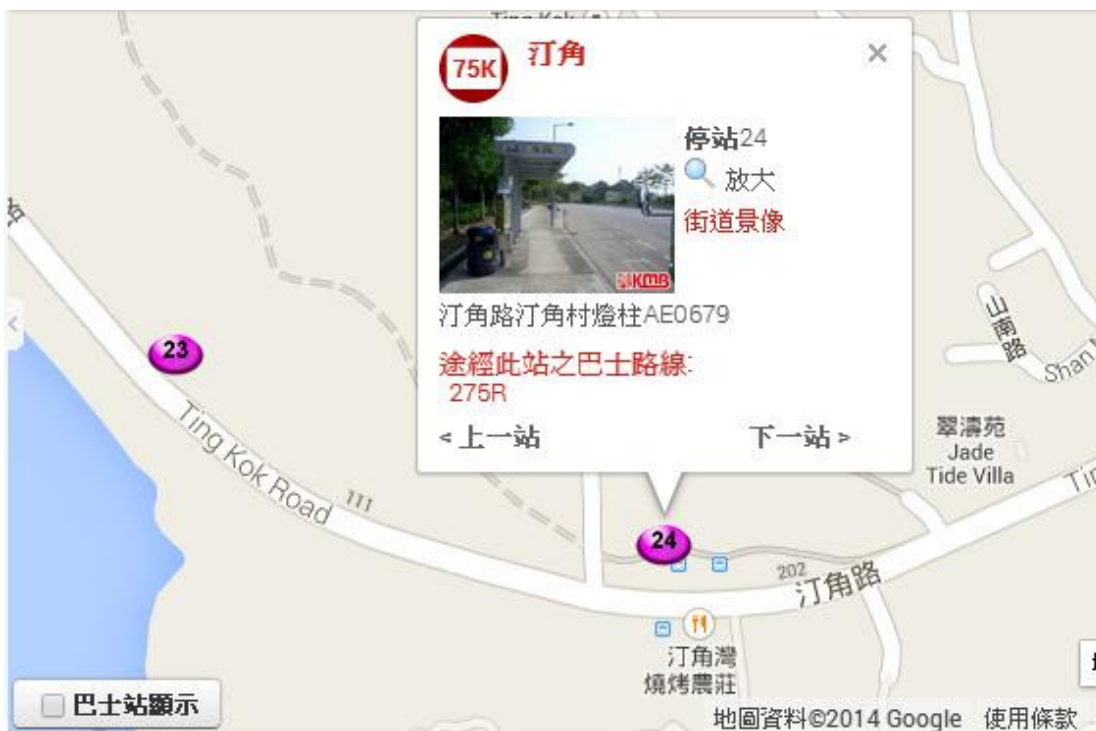 Ting Kok
75K
汀角
停站24
放大
街道景像
KMB
汀角路汀角村燈柱AE0679
途經此站之巴士路線:
275R
<上一站
下一站>
23
24
Ting Kok Road
111
202
汀角路
山南路
Shan
翠濤苑
Jade
Tide Villa
汀角灣
燒烤農莊
巴士站顯示
地圖資料©2014 Google
使用條款